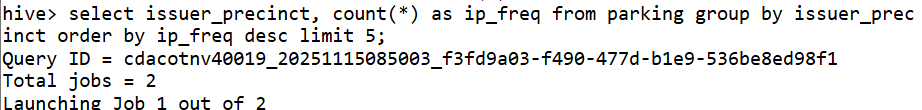 hive> select issuer_precinct, count(*) as ip_freq from parking group by issuer_prec
inct order by ip_freq desc limit 5;
Query ID = cdacotnv40019_20251115085003_f3fd9a03-f490-477d-b1e9-536be8ed98f1
Total jobs = 2
Launching Job 1 out of 2